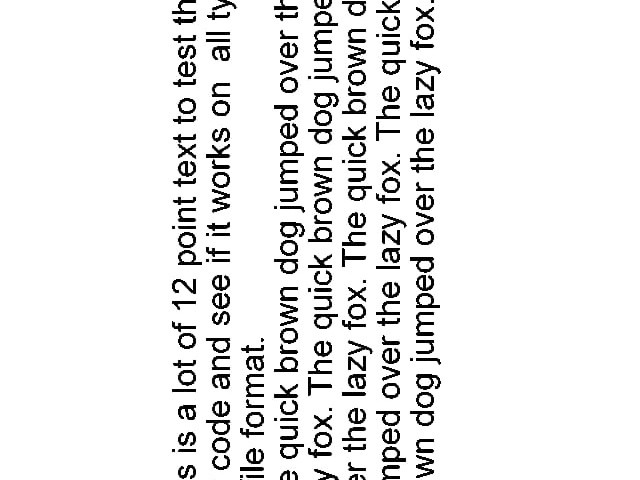 s is a lot of 12 point text to test th
code and see if it works on all ty
ile format.
e quick brown dog jumped over th
y fox. The quick brown dog jumpe
er the lazy fox. The quick brown d
mped over the lazy fox. The quick
wn dog jumped over the lazy fox.